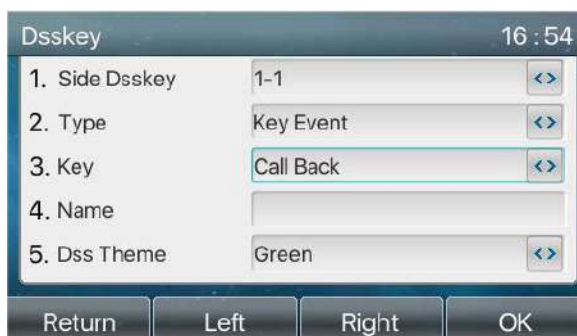 Dsskey 16 : 54
1. Side Dsskey 1-1 <>
2. Type Key Event <>
3. Key Call Back <>
4. Name
5. Dss Theme Green <>
Return Left Right OK